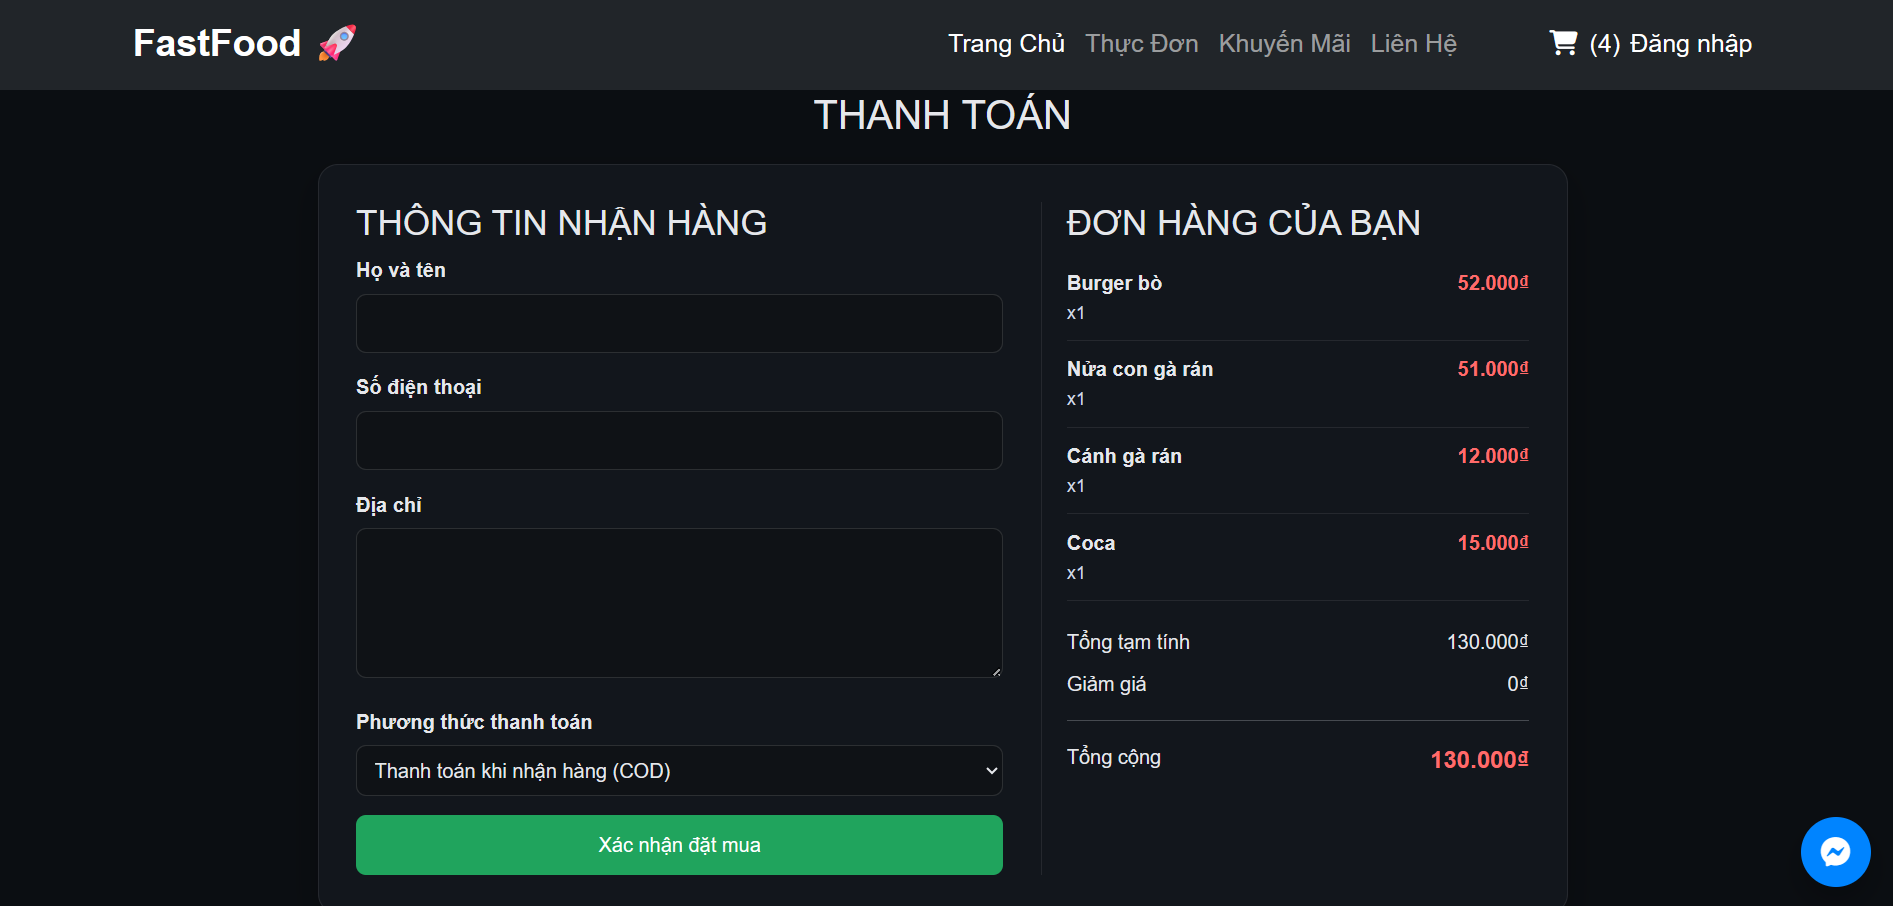 FastFood 🚀
Trang Chủ Thực Đơn Khuyến Mãi Liên Hệ (4) Đăng nhập
THANH TOÁN
THÔNG TIN NHẬN HÀNG
Họ và tên
Số điện thoại
Địa chỉ
Phương thức thanh toán
Thanh toán khi nhận hàng (COD)
Xác nhận đặt mua
ĐƠN HÀNG CỦA BẠN
Burger bò 52.000₫
x1
Nửa con gà rán 51.000₫
x1
Cánh gà rán 12.000₫
x1
Coca 15.000₫
x1
Tổng tạm tính 130.000₫
Giảm giá 0₫
Tổng cộng 130.000₫